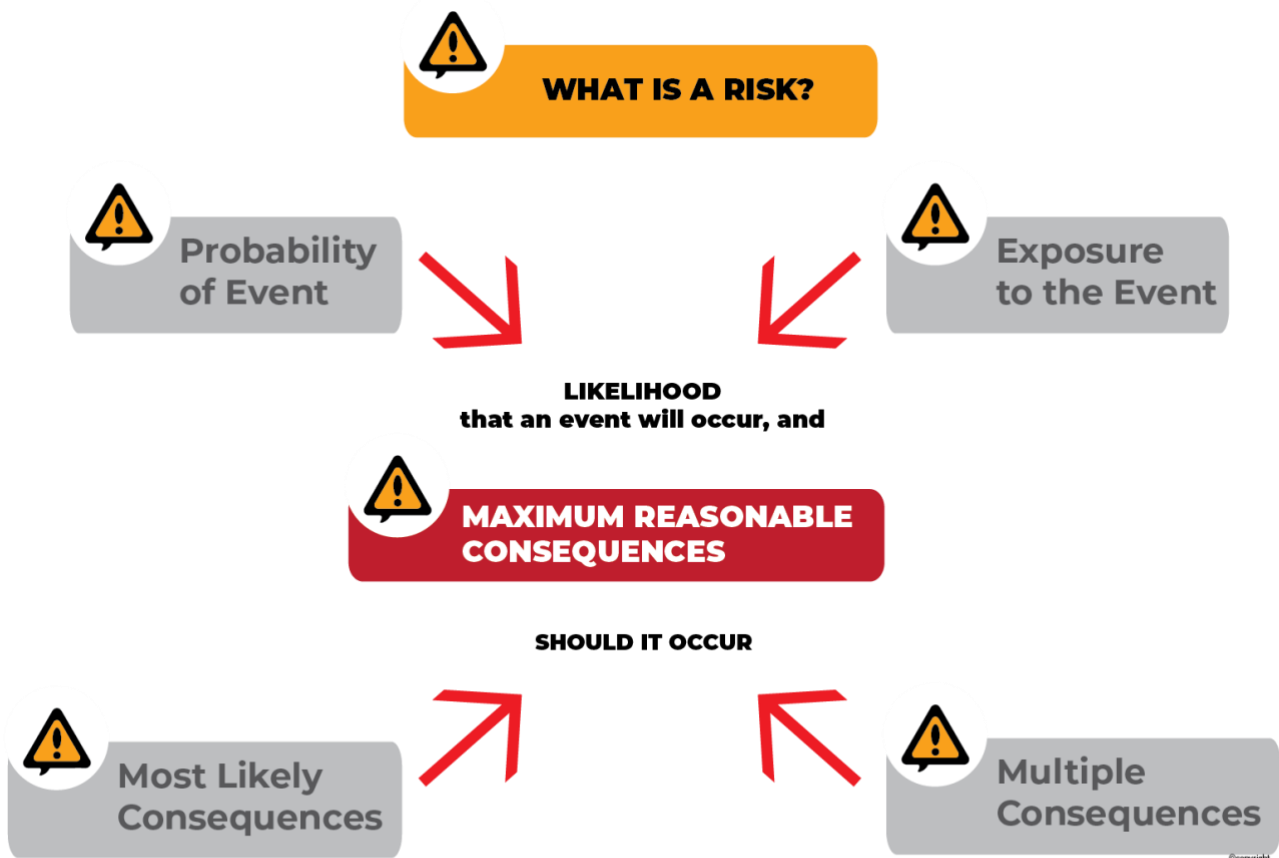 WHAT IS A RISK?
Probability
of Event
Exposure
to the Event
LIKELIHOOD
that an event will occur, and
MAXIMUM REASONABLE
CONSEQUENCES
SHOULD IT OCCUR
Most Likely
Consequences
Multiple
Consequences
©copyright